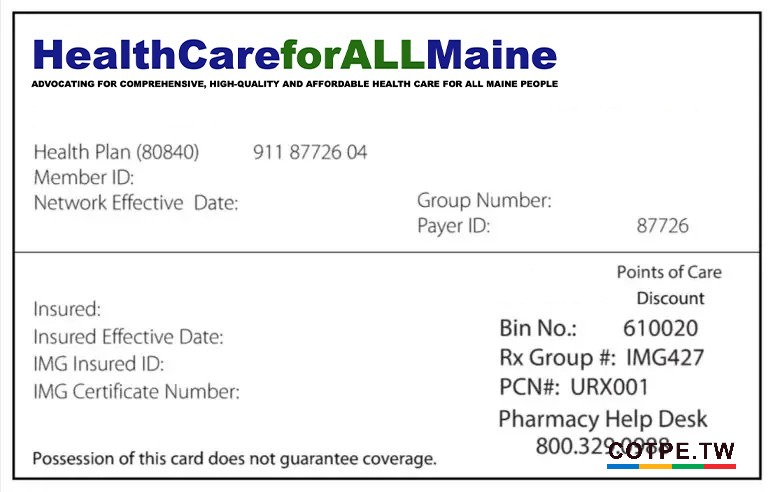 HealthCareforALLMaine
ADVOCATING FOR COMPREHENSIVE, HIGH-QUALITY AND AFFORDABLE HEALTH CARE FOR ALL MAINE PEOPLE
Health Plan (80840) 911 87726 04
Member ID:
Network Effective Date:
Group Number:
Payer ID: 87726
Points of Care
Discount
Insured:
Insured Effective Date:
IMG Insured ID:
IMG Certificate Number:
Bin No.: 610020
Rx Group #: IMG427
PCN#: URX001
Pharmacy Help Desk
800.329.0988
COTPE.TW
Possession of this card does not guarantee coverage.